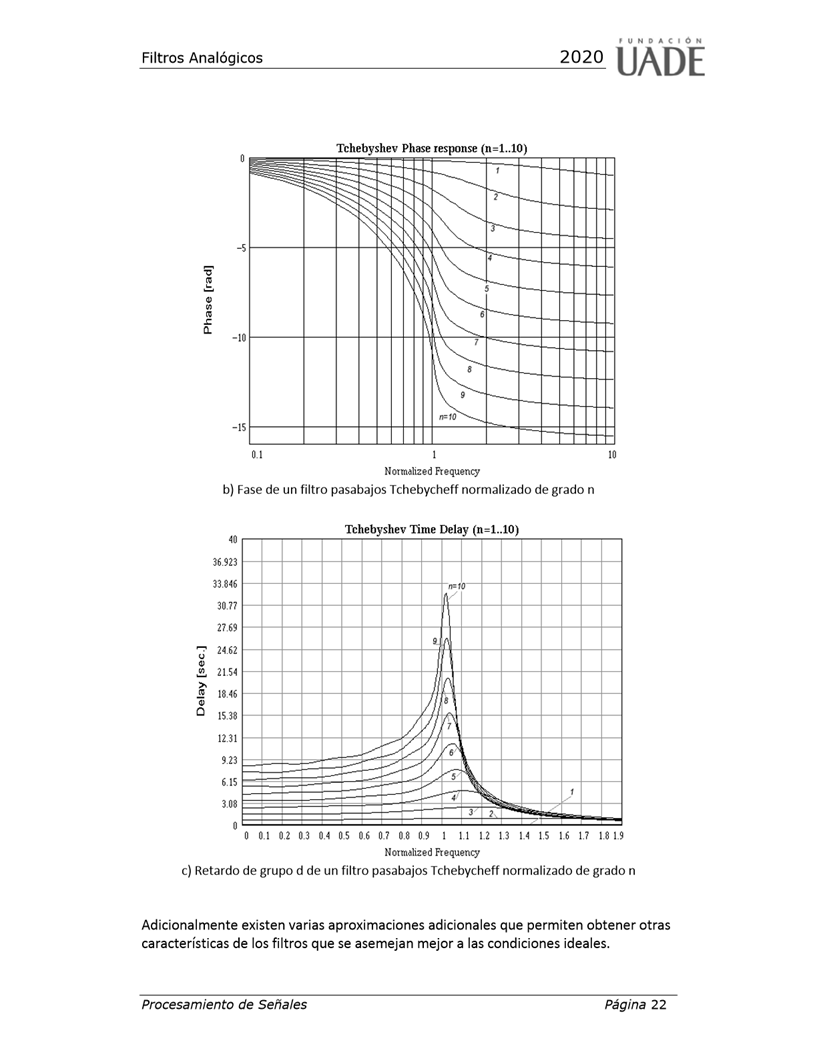 Filtros Analógicos 2020 FUNDACIÓN UADE
Tchebyshev Phase response (n=1..10)
Phase [rad]
0
−5
−10
−15
1
2
3
4
5
6
7
8
9
n=10
0.1 1 10
Normalized Frequency
b) Fase de un filtro pasabajos Tchebycheff normalizado de grado n
Tchebyshev Time Delay (n=1..10)
Delay [sec.]
40
36.923
33.846
30.77
27.69
24.62
21.54
18.46
15.38
12.31
9.23
6.15
3.08
0
n=10
9
8
7
6
5
4
3
2
1
0 0.1 0.2 0.3 0.4 0.5 0.6 0.7 0.8 0.9 1 1.1 1.2 1.3 1.4 1.5 1.6 1.7 1.8 1.9
Normalized Frequency
c) Retardo de grupo d de un filtro pasabajos Tchebycheff normalizado de grado n
Adicionalmente existen varias aproximaciones adicionales que permiten obtener otras
características de los filtros que se asemejan mejor a las condiciones ideales.
Procesamiento de Señales Página 22